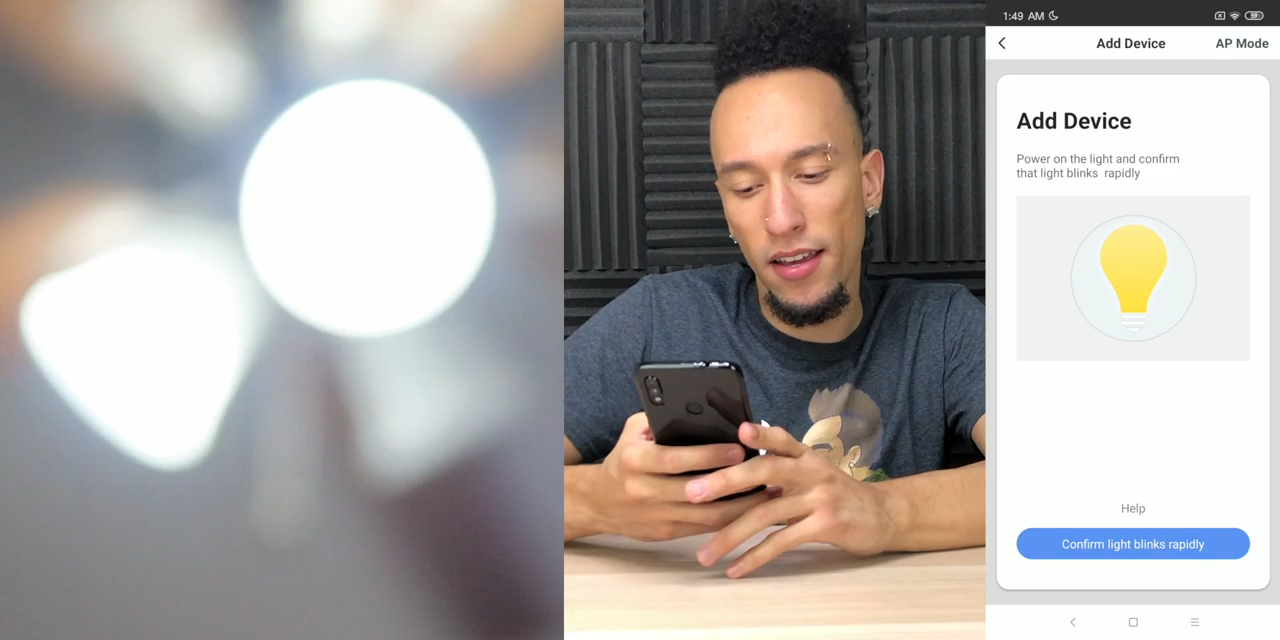 1:49 AM
99
Add Device
AP Mode
Add Device
Power on the light and confirm
that light blinks rapidly
Help
Confirm light blinks rapidly